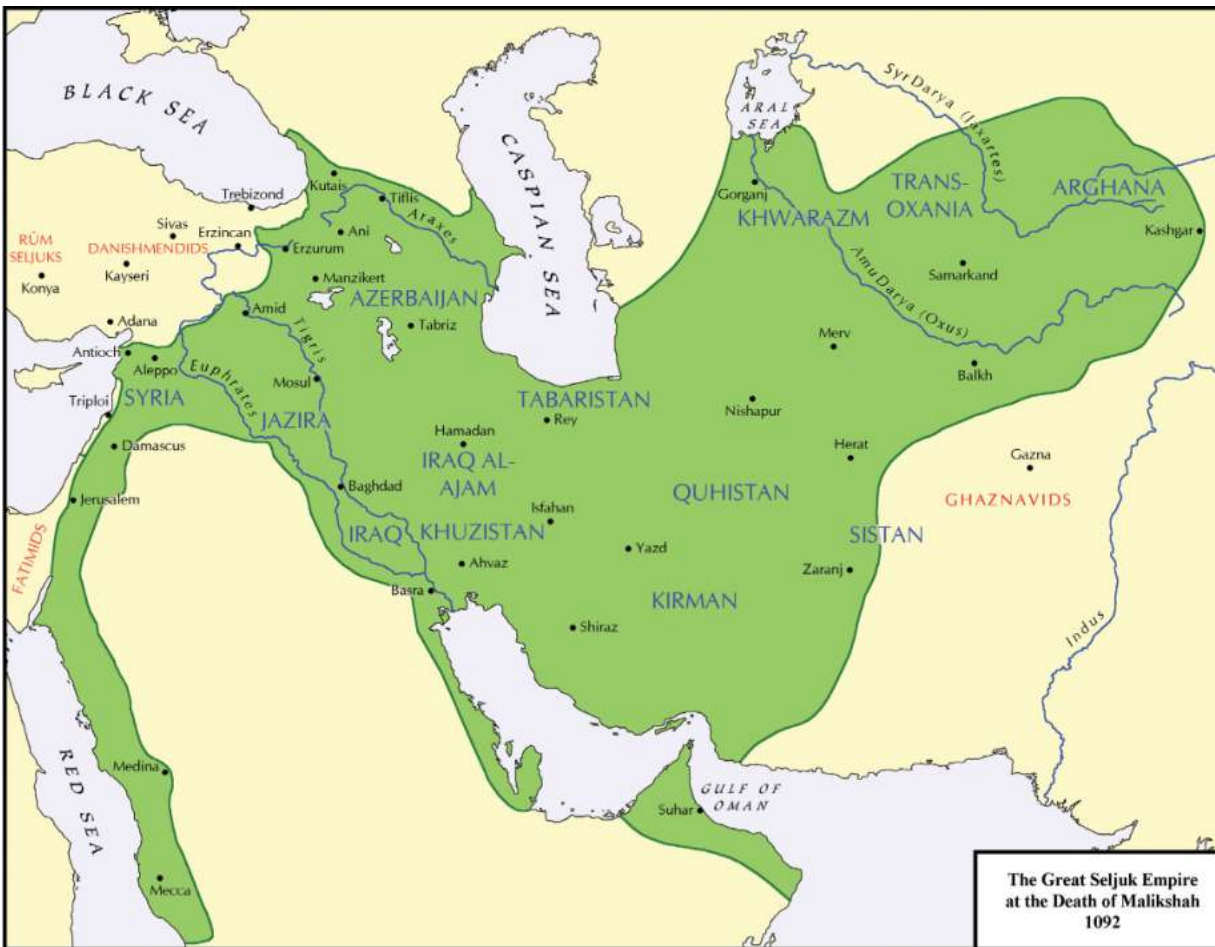 BLACK SEA
CASPIAN SEA
ARAL
SEA
SyrDarya (Jaxartes)
TRANS-
OXANIA
ARGHANA
Kutais
Tiflis
Trebizond
Gorganj
KHWARAZM
Kashgar
Araxes
Sivas
Erzincan
Ani
RŪM
SELJUKS
DANISHMENDIDS
Erzurum
Kayseri
Konya
Manzikert
Samarkand
AmuDarya (Oxus)
AZERBAIJAN
Amid
Adana
Tabriz
Tigris
Merv
Antioch
Aleppo
Balkh
Euphrates
Mosul
SYRIA
TABARISTAN
Nishapur
Triploi
JAZIRA
Rey
Damascus
Hamadan
IRAQ AL-
AJAM
Herat
Gazna
Baghdad
QUHISTAN
GHAZNAVIDS
Jerusalem
Isfahan
IRAQ
KHUZISTAN
SISTAN
Yazd
FATIMIDS
Ahvaz
Zaranj
Basra
KIRMAN
Shiraz
Indus
RED SEA
Medina
GULF OF
OMAN
Suhar
Mecca
The Great Seljuk Empire
at the Death of Malikshah
1092